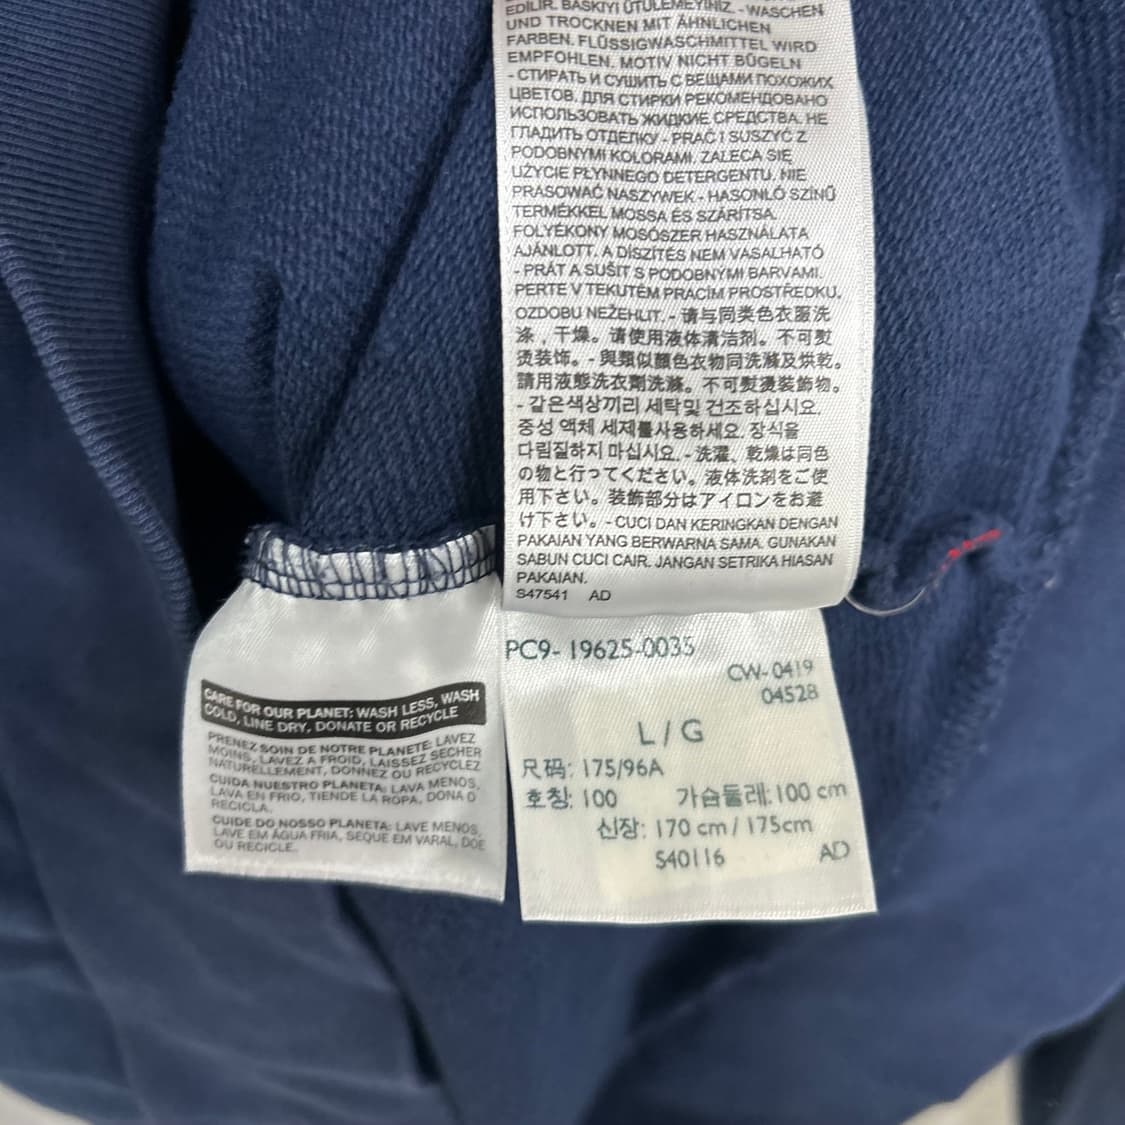 EDİLİR. BASKIYI ÜTÜLEMEYİNİZ. - WASCHEN
UND TROCKNEN MIT ÄHNLICHEN
FARBEN. FLÜSSIGWASCHMITTEL WIRD
EMPFOHLEN. MOTIV NICHT BÜGELN
- СТИРАТЬ И СУШИТЬ С ВЕЩАМИ ПОХОЖИХ
ЦВЕТОВ. ДЛЯ СТИРКИ РЕКОМЕНДОВАНО
ИСПОЛЬЗОВАТЬ ЖИДКИЕ СРЕДСТВА. НЕ
ГЛАДИТЬ ОТДЕЛКУ - PRAĆ I SUSZYĆ Z
PODOBNYMI KOLORAMI. ZALECA SIĘ
UŻYCIE PŁYNNEGO DETERGENTU. NIE
PRASOWAĆ NASZYWEK - HASONLÓ SZÍNŰ
TERMÉKKEL MOSSA ÉS SZÁRÍTSA.
FOLYÉKONY MOSÓSZER HASZNÁLATA
AJÁNLOTT. A DÍSZÍTÉS NEM VASALHATÓ
- PRÁT A SUŠIT S PODOBNÝMI BARVAMI.
PERTE V TEKUTÉM PRACÍM PROSTŘEDKU.
OZDOBU NEŽEHLIT. - 请与同类色衣服洗
涤，干燥。请使用液体清洁剂。不可熨
烫装饰。- 與類似顏色衣物同洗滌及烘乾。
請用液態洗衣劑洗滌。不可熨燙裝飾物。
- 같은색상끼리 세탁및 건조하십시요.
중성 액체 세제를사용하세요. 장식을
다림질하지 마십시요. - 洗濯、乾燥は同色
の物と行ってください。液体洗剤をご使
用下さい。装飾部分はアイロンをお避
け下さい。- CUCI DAN KERINGKAN DENGAN
PAKAIAN YANG BERWARNA SAMA. GUNAKAN
SABUN CUCI CAIR. JANGAN SETRIKA HIASAN
PAKAIAN.
S47541 AD
CARE FOR OUR PLANET: WASH LESS, WASH
COLD, LINE DRY, DONATE OR RECYCLE
PRENEZ SOIN DE NOTRE PLANÈTE: LAVEZ
MOINS, LAVEZ À FROID, LAISSEZ SÉCHER
NATURELLEMENT, DONNEZ OU RECYCLEZ
CUIDA NUESTRO PLANETA: LAVA MENOS,
LAVA EN FRÍO, TIENDE LA ROPA, DONA O
RECICLA.
CUIDE DO NOSSO PLANETA: LAVE MENOS,
LAVE EM ÁGUA FRIA, SEQUE EM VARAL, DOE
OU RECICLE.
PC9- 19625-0035
CW-0419
04528
L / G
尺码: 175/96A
호칭: 100 가슴둘레: 100 cm
신장: 170 cm / 175cm
S40116 AD